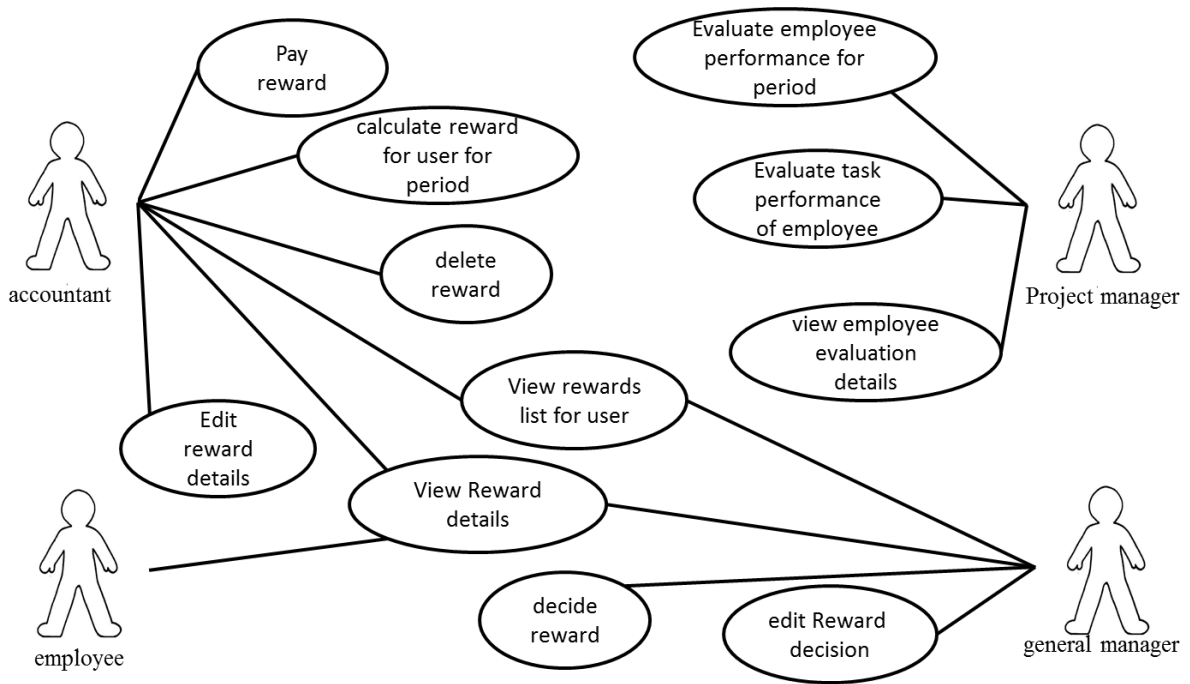 Pay
reward
Evaluate employee
performance for
period
calculate reward
for user for
period
Evaluate task
performance
of employee
delete
reward
accountant
Project manager
view employee
evaluation
details
View rewards
list for user
Edit
reward
details
View Reward
details
decide
reward
edit Reward
decision
employee
general manager